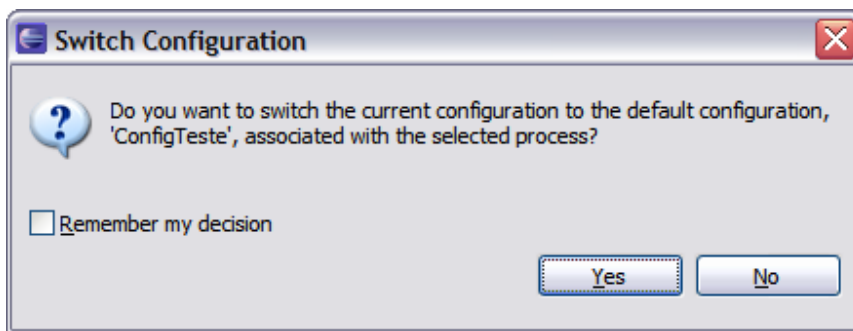 Switch Configuration
Do you want to switch the current configuration to the default configuration,
'ConfigTeste', associated with the selected process?
Remember my decision
Yes No